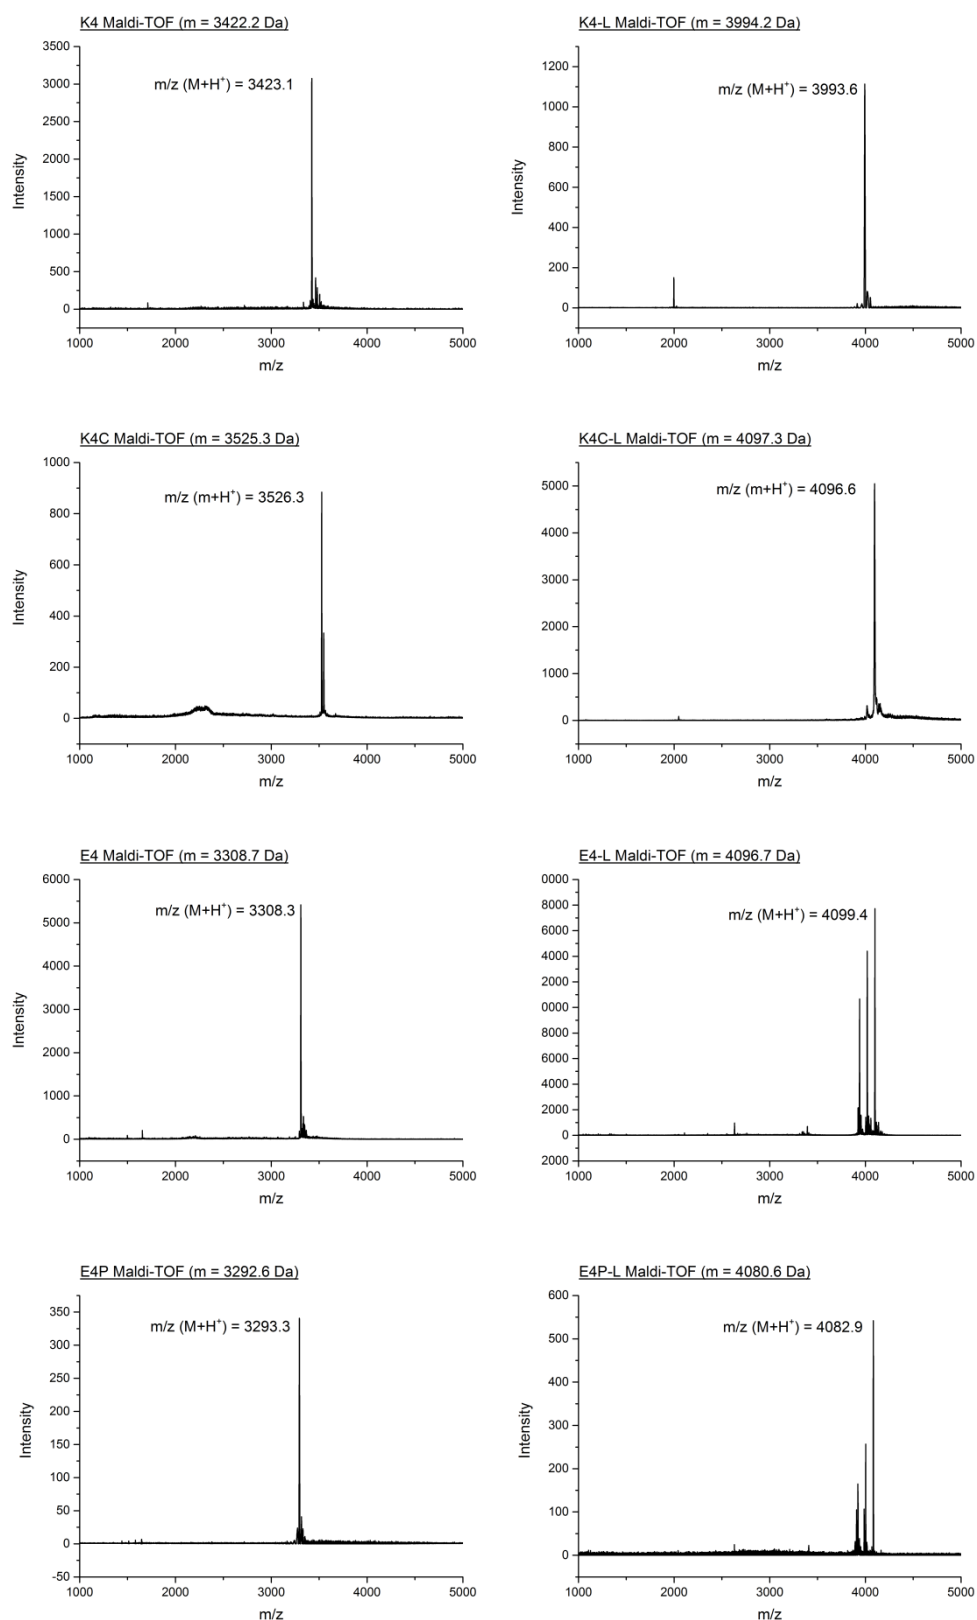 K4 Maldi-TOF (m = 3422.2 Da)
m/z (M+H⁺) = 3423.1
3500
3000
2500
2000
1500
1000
500
0
Intensity
1000 2000 3000 4000 5000
m/z
K4-L Maldi-TOF (m = 3994.2 Da)
m/z (M+H⁺) = 3993.6
1200
1000
800
600
400
200
0
Intensity
1000 2000 3000 4000 5000
m/z
K4C Maldi-TOF (m = 3525.3 Da)
m/z (m+H⁺) = 3526.3
1000
800
600
400
200
0
Intensity
1000 2000 3000 4000 5000
m/z
K4C-L Maldi-TOF (m = 4097.3 Da)
m/z (m+H⁺) = 4096.6
5000
4000
3000
2000
1000
0
Intensity
1000 2000 3000 4000 5000
m/z
E4 Maldi-TOF (m = 3308.7 Da)
m/z (M+H⁺) = 3308.3
6000
5000
4000
3000
2000
1000
0
Intensity
1000 2000 3000 4000 5000
m/z
E4-L Maldi-TOF (m = 4096.7 Da)
m/z (M+H⁺) = 4099.4
0000
8000
6000
4000
2000
0000
8000
6000
4000
2000
0
2000
Intensity
1000 2000 3000 4000 5000
m/z
E4P Maldi-TOF (m = 3292.6 Da)
m/z (M+H⁺) = 3293.3
350
300
250
200
150
100
50
0
-50
Intensity
1000 2000 3000 4000 5000
m/z
E4P-L Maldi-TOF (m = 4080.6 Da)
m/z (M+H⁺) = 4082.9
600
500
400
300
200
100
0
Intensity
1000 2000 3000 4000 5000
m/z